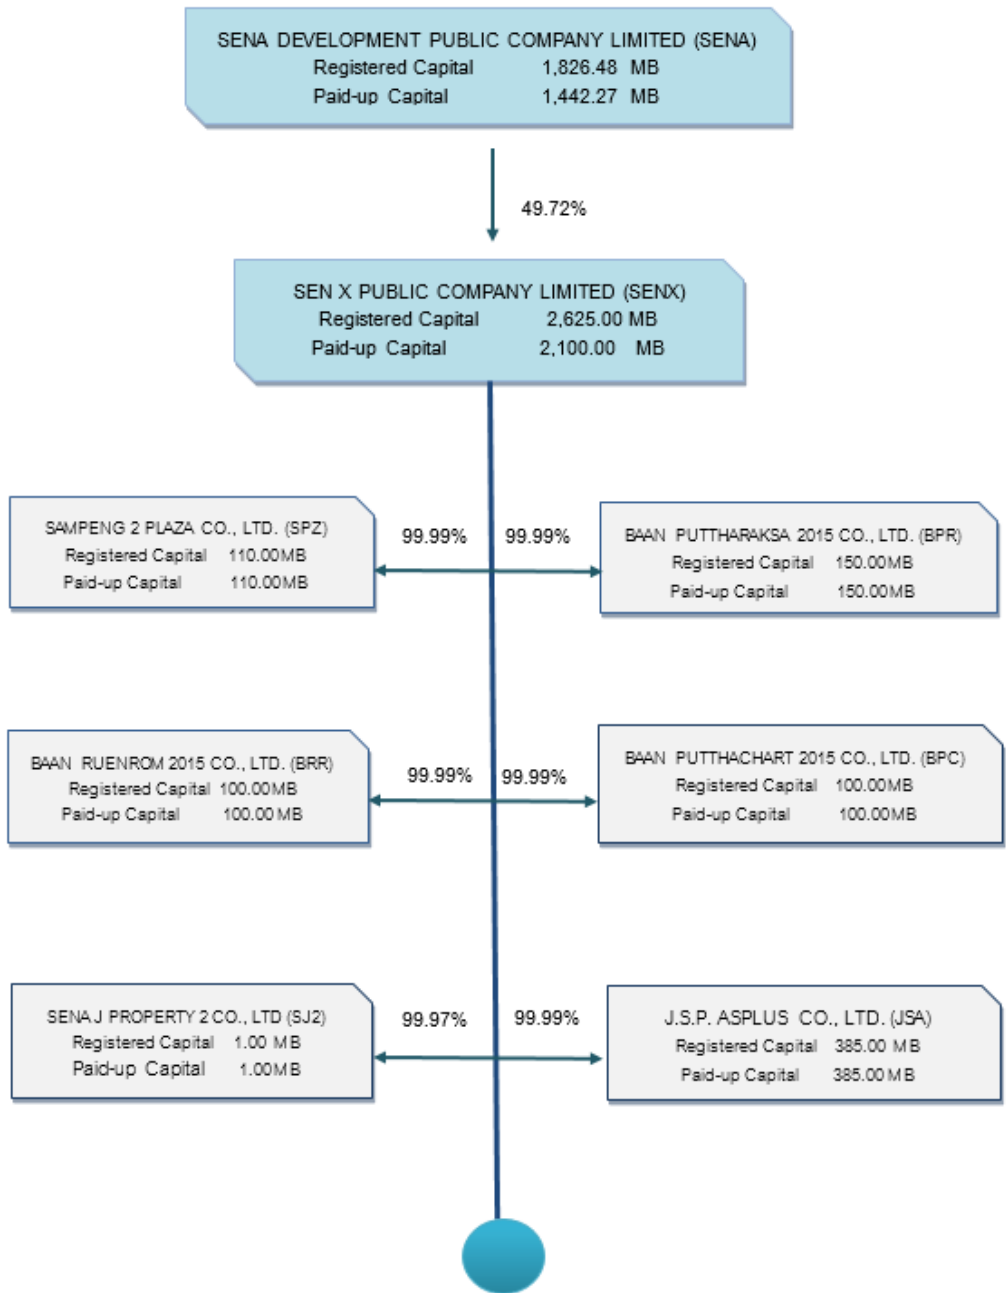 SENA DEVELOPMENT PUBLIC COMPANY LIMITED (SENA)
Registered Capital 1,826.48 MB
Paid-up Capital 1,442.27 MB
49.72%
SEN X PUBLIC COMPANY LIMITED (SENX)
Registered Capital 2,625.00 MB
Paid-up Capital 2,100.00 MB
SAMPENG 2 PLAZA CO., LTD. (SPZ)
Registered Capital 110.00MB
Paid-up Capital 110.00MB
99.99%
99.99%
BAAN PUTTHARAKSA 2015 CO., LTD. (BPR)
Registered Capital 150.00MB
Paid-up Capital 150.00MB
BAAN RUENROM 2015 CO., LTD. (BRR)
Registered Capital 100.00MB
Paid-up Capital 100.00MB
99.99%
99.99%
BAAN PUTTHACHART 2015 CO., LTD. (BPC)
Registered Capital 100.00MB
Paid-up Capital 100.00MB
SENA J PROPERTY 2 CO., LTD (SJ2)
Registered Capital 1.00 MB
Paid-up Capital 1.00MB
99.97%
99.99%
J.S.P. ASPLUS CO., LTD. (JSA)
Registered Capital 385.00 MB
Paid-up Capital 385.00 MB